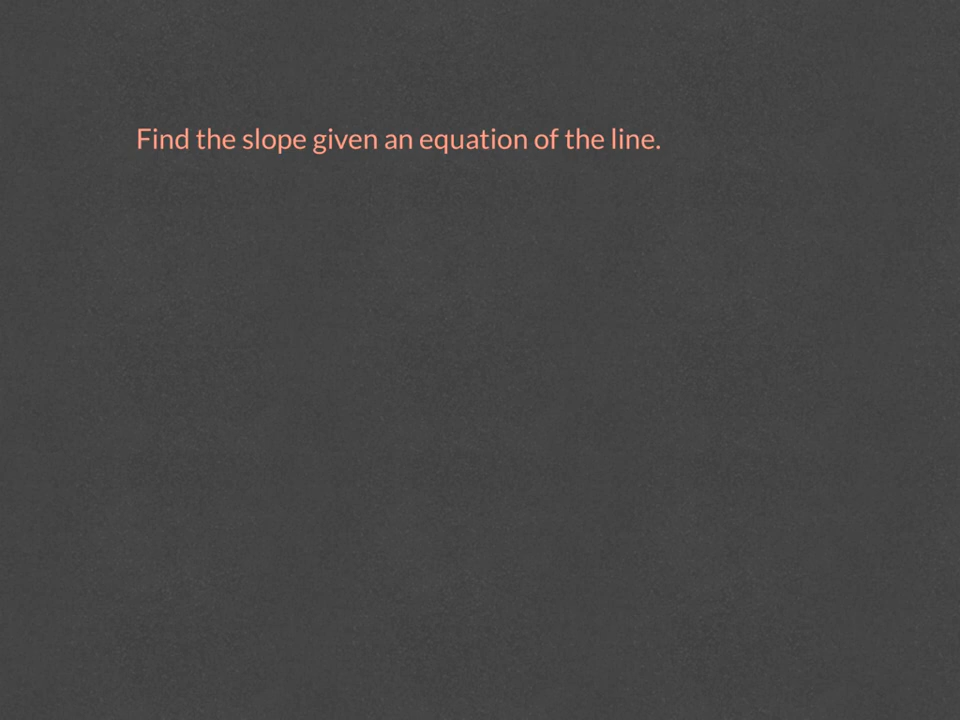 Find the slope given an equation of the line.